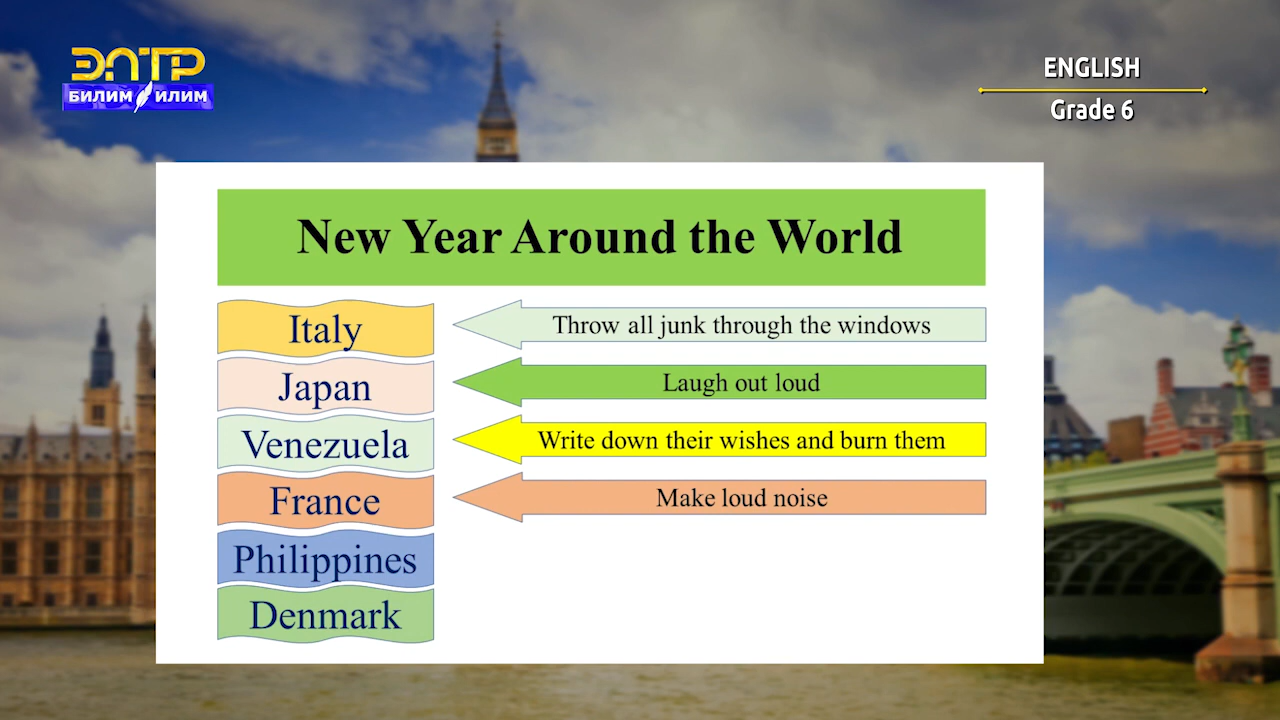 ЭЛТР
БИЛИМ ИЛИМ
ENGLISH
Grade 6
New Year Around the World
Italy
Throw all junk through the windows
Japan
Laugh out loud
Venezuela
Write down their wishes and burn them
France
Make loud noise
Philippines
Denmark